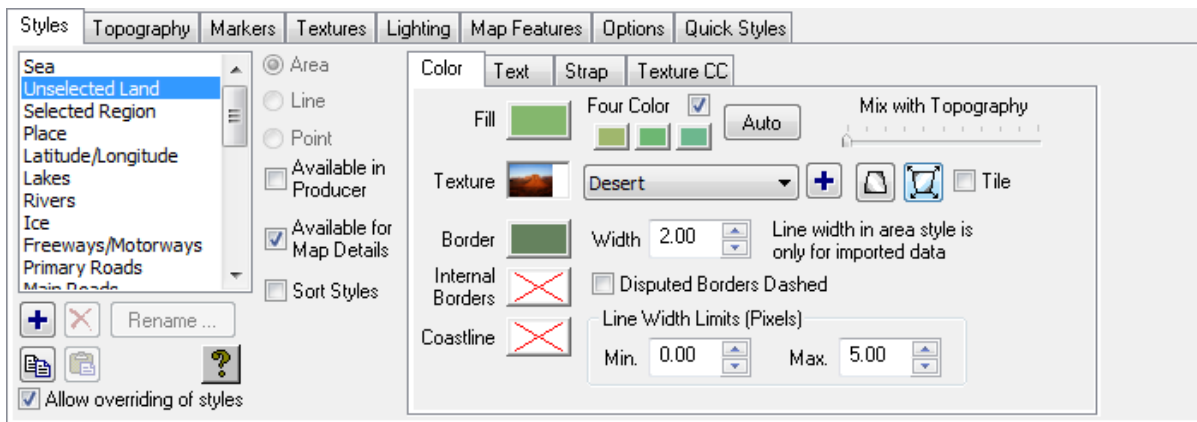 Styles Topography Markers Textures Lighting Map Features Options Quick Styles
Sea
Unselected Land
Selected Region
Place
Latitude/Longitude
Lakes
Rivers
Ice
Freeways/Motorways
Primary Roads
Main Roads
Rename ...
Allow overriding of styles
Area
Line
Point
Available in
Producer
Available for
Map Details
Sort Styles
Color Text Strap Texture CC
Fill Four Color Auto Mix with Topography
Texture Desert Tile
Border Width 2.00 Line width in area style is
only for imported data
Internal
Borders Disputed Borders Dashed
Coastline Line Width Limits (Pixels)
Min. 0.00 Max. 5.00